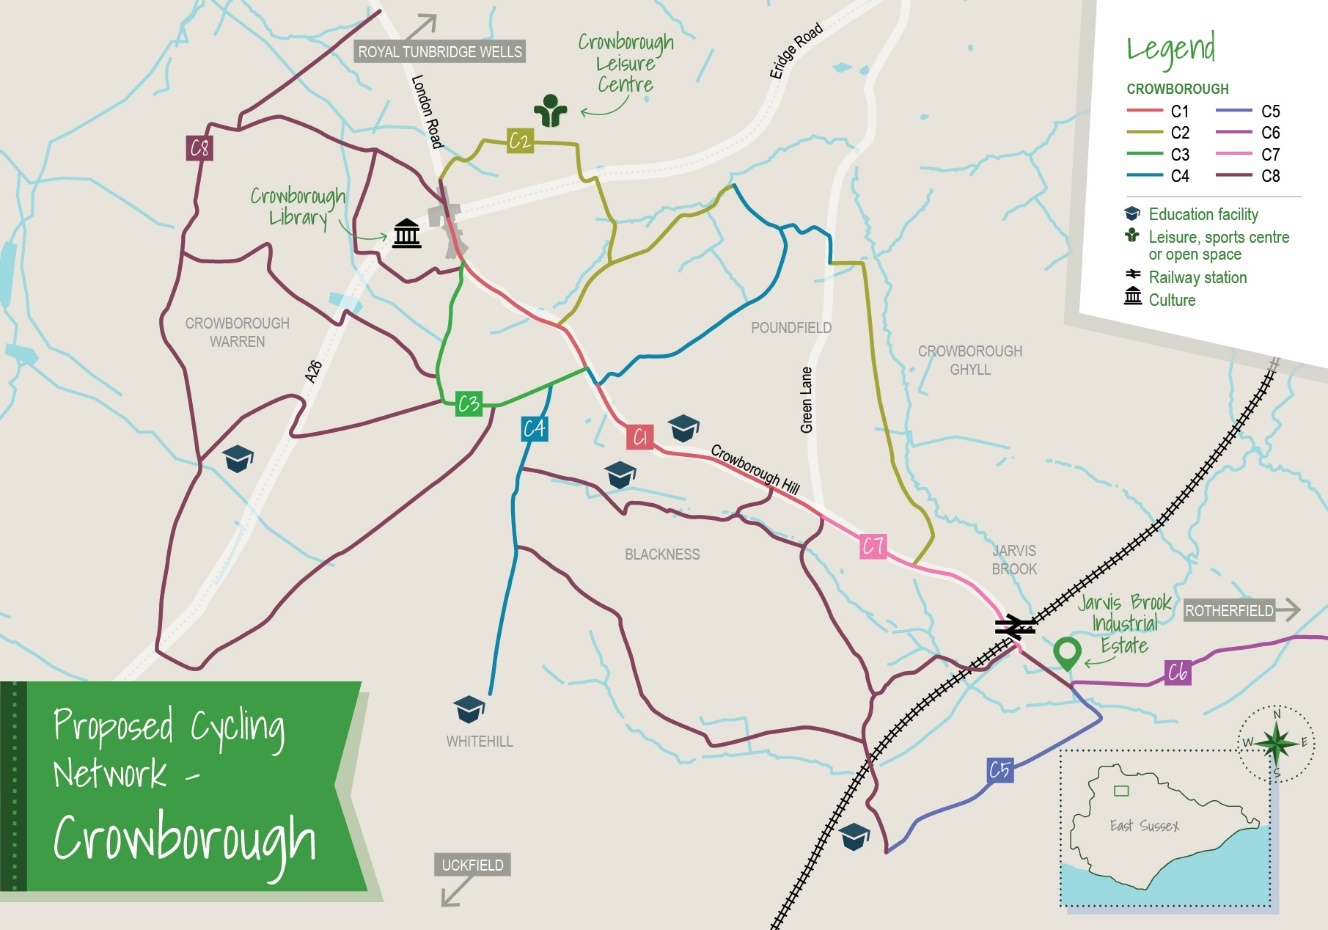 ROYAL TUNBRIDGE WELLS
Crowborough
Leisure
Centre
London Road
Eridge Road
C8
C2
Crowborough
Library
CROWBOROUGH
WARREN
A26
POUNDFIELD
CROWBOROUGH
GHYLL
Green Lane
C3
C4
C1
Crowborough Hill
BLACKNESS
C7
JARVIS
BROOK
Jarvis Brook
Industrial
Estate
ROTHERFIELD
C6
WHITEHILL
C5
UCKFIELD
Legend
CROWBOROUGH
C1
C2
C3
C4
C5
C6
C7
C8
Education facility
Leisure, sports centre
or open space
Railway station
Culture
Proposed Cycling
Network -
Crowborough
N
W E
S
East Sussex